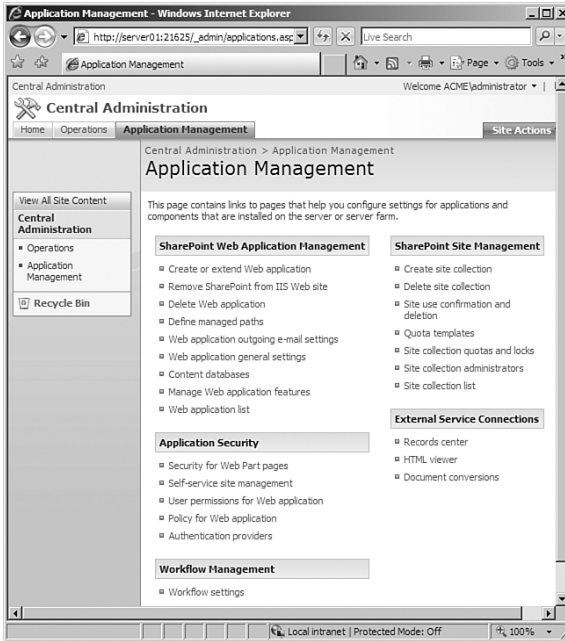 Application Management - Windows Internet Explorer
http://server01:21625/_admin/applications.asp
Live Search
Application Management
Page
Tools
Central Administration
Welcome ACME\administrator
Central Administration
Home
Operations
Application Management
Site Actions
Central Administration > Application Management
Application Management
View All Site Content
Central
Administration
Operations
Application
Management
Recycle Bin
This page contains links to pages that help you configure settings for applications and
components that are installed on the server or server farm.
SharePoint Web Application Management
Create or extend Web application
Remove SharePoint from IIS Web site
Delete Web application
Define managed paths
Web application outgoing e-mail settings
Web application general settings
Content databases
Manage Web application features
Web application list
Application Security
Security for Web Part pages
Self-service site management
User permissions for Web application
Policy for Web application
Authentication providers
Workflow Management
Workflow settings
SharePoint Site Management
Create site collection
Delete site collection
Site use confirmation and
deletion
Quota templates
Site collection quotas and locks
Site collection administrators
Site collection list
External Service Connections
Records center
HTML viewer
Document conversions
Local intranet | Protected Mode: Off
100%